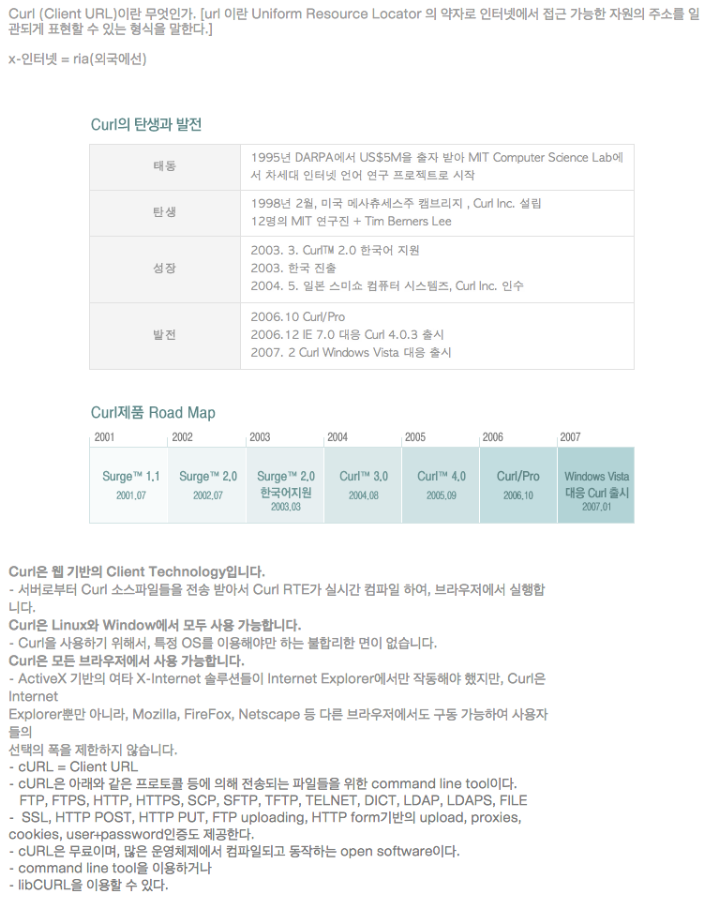 Curl (Client URL)이란 무엇인가. [url 이란 Uniform Resource Locator 의 약자로 인터넷에서 접근 가능한 자원의 주소를 일
관되게 표현할 수 있는 형식을 말한다.]
x-인터넷 = ria(외국에선)
Curl의 탄생과 발전
태동
1995년 DARPA에서 US$5M을 출자 받아 MIT Computer Science Lab에
서 차세대 인터넷 언어 연구 프로젝트로 시작
탄생
1998년 2월, 미국 메사츄세스주 캠브리지 , Curl Inc. 설립
12명의 MIT 연구진 + Tim Berners Lee
성장
2003. 3. Curl™ 2.0 한국어 지원
2003. 한국 진출
2004. 5. 일본 스미쇼 컴퓨터 시스템즈, Curl Inc. 인수
발전
2006.10 Curl/Pro
2006.12 IE 7.0 대응 Curl 4.0.3 출시
2007. 2 Curl Windows Vista 대응 출시
Curl제품 Road Map
2001 2002 2003 2004 2005 2006 2007
Surge™ 1.1 Surge™ 2.0 Surge™ 2.0 Curl™ 3.0 Curl™ 4.0 Curl/Pro Windows Vista
2001.07 2002.07 한국어지원 2004.08 2005.09 2006.10 대응 Curl 출시
2003.03 2007.01
Curl은 웹 기반의 Client Technology입니다.
- 서버로부터 Curl 소스파일들을 전송 받아서 Curl RTE가 실시간 컴파일 하여, 브라우저에서 실행합
니다.
Curl은 Linux와 Window에서 모두 사용 가능합니다.
- Curl을 사용하기 위해서, 특정 OS를 이용해야만 하는 불합리한 면이 없습니다.
Curl은 모든 브라우저에서 사용 가능합니다.
- ActiveX 기반의 여타 X-Internet 솔루션들이 Internet Explorer에서만 작동해야 했지만, Curl은
Internet
Explorer뿐만 아니라, Mozilla, FireFox, Netscape 등 다른 브라우저에서도 구동 가능하여 사용자
들의
선택의 폭을 제한하지 않습니다.
- cURL = Client URL
- cURL은 아래와 같은 프로토콜 등에 의해 전송되는 파일들을 위한 command line tool이다.
FTP, FTPS, HTTP, HTTPS, SCP, SFTP, TFTP, TELNET, DICT, LDAP, LDAPS, FILE
- SSL, HTTP POST, HTTP PUT, FTP uploading, HTTP form기반의 upload, proxies,
cookies, user+password인증도 제공한다.
- cURL은 무료이며, 많은 운영체제에서 컴파일되고 동작하는 open software이다.
- command line tool을 이용하거나
- libCURL을 이용할 수 있다.